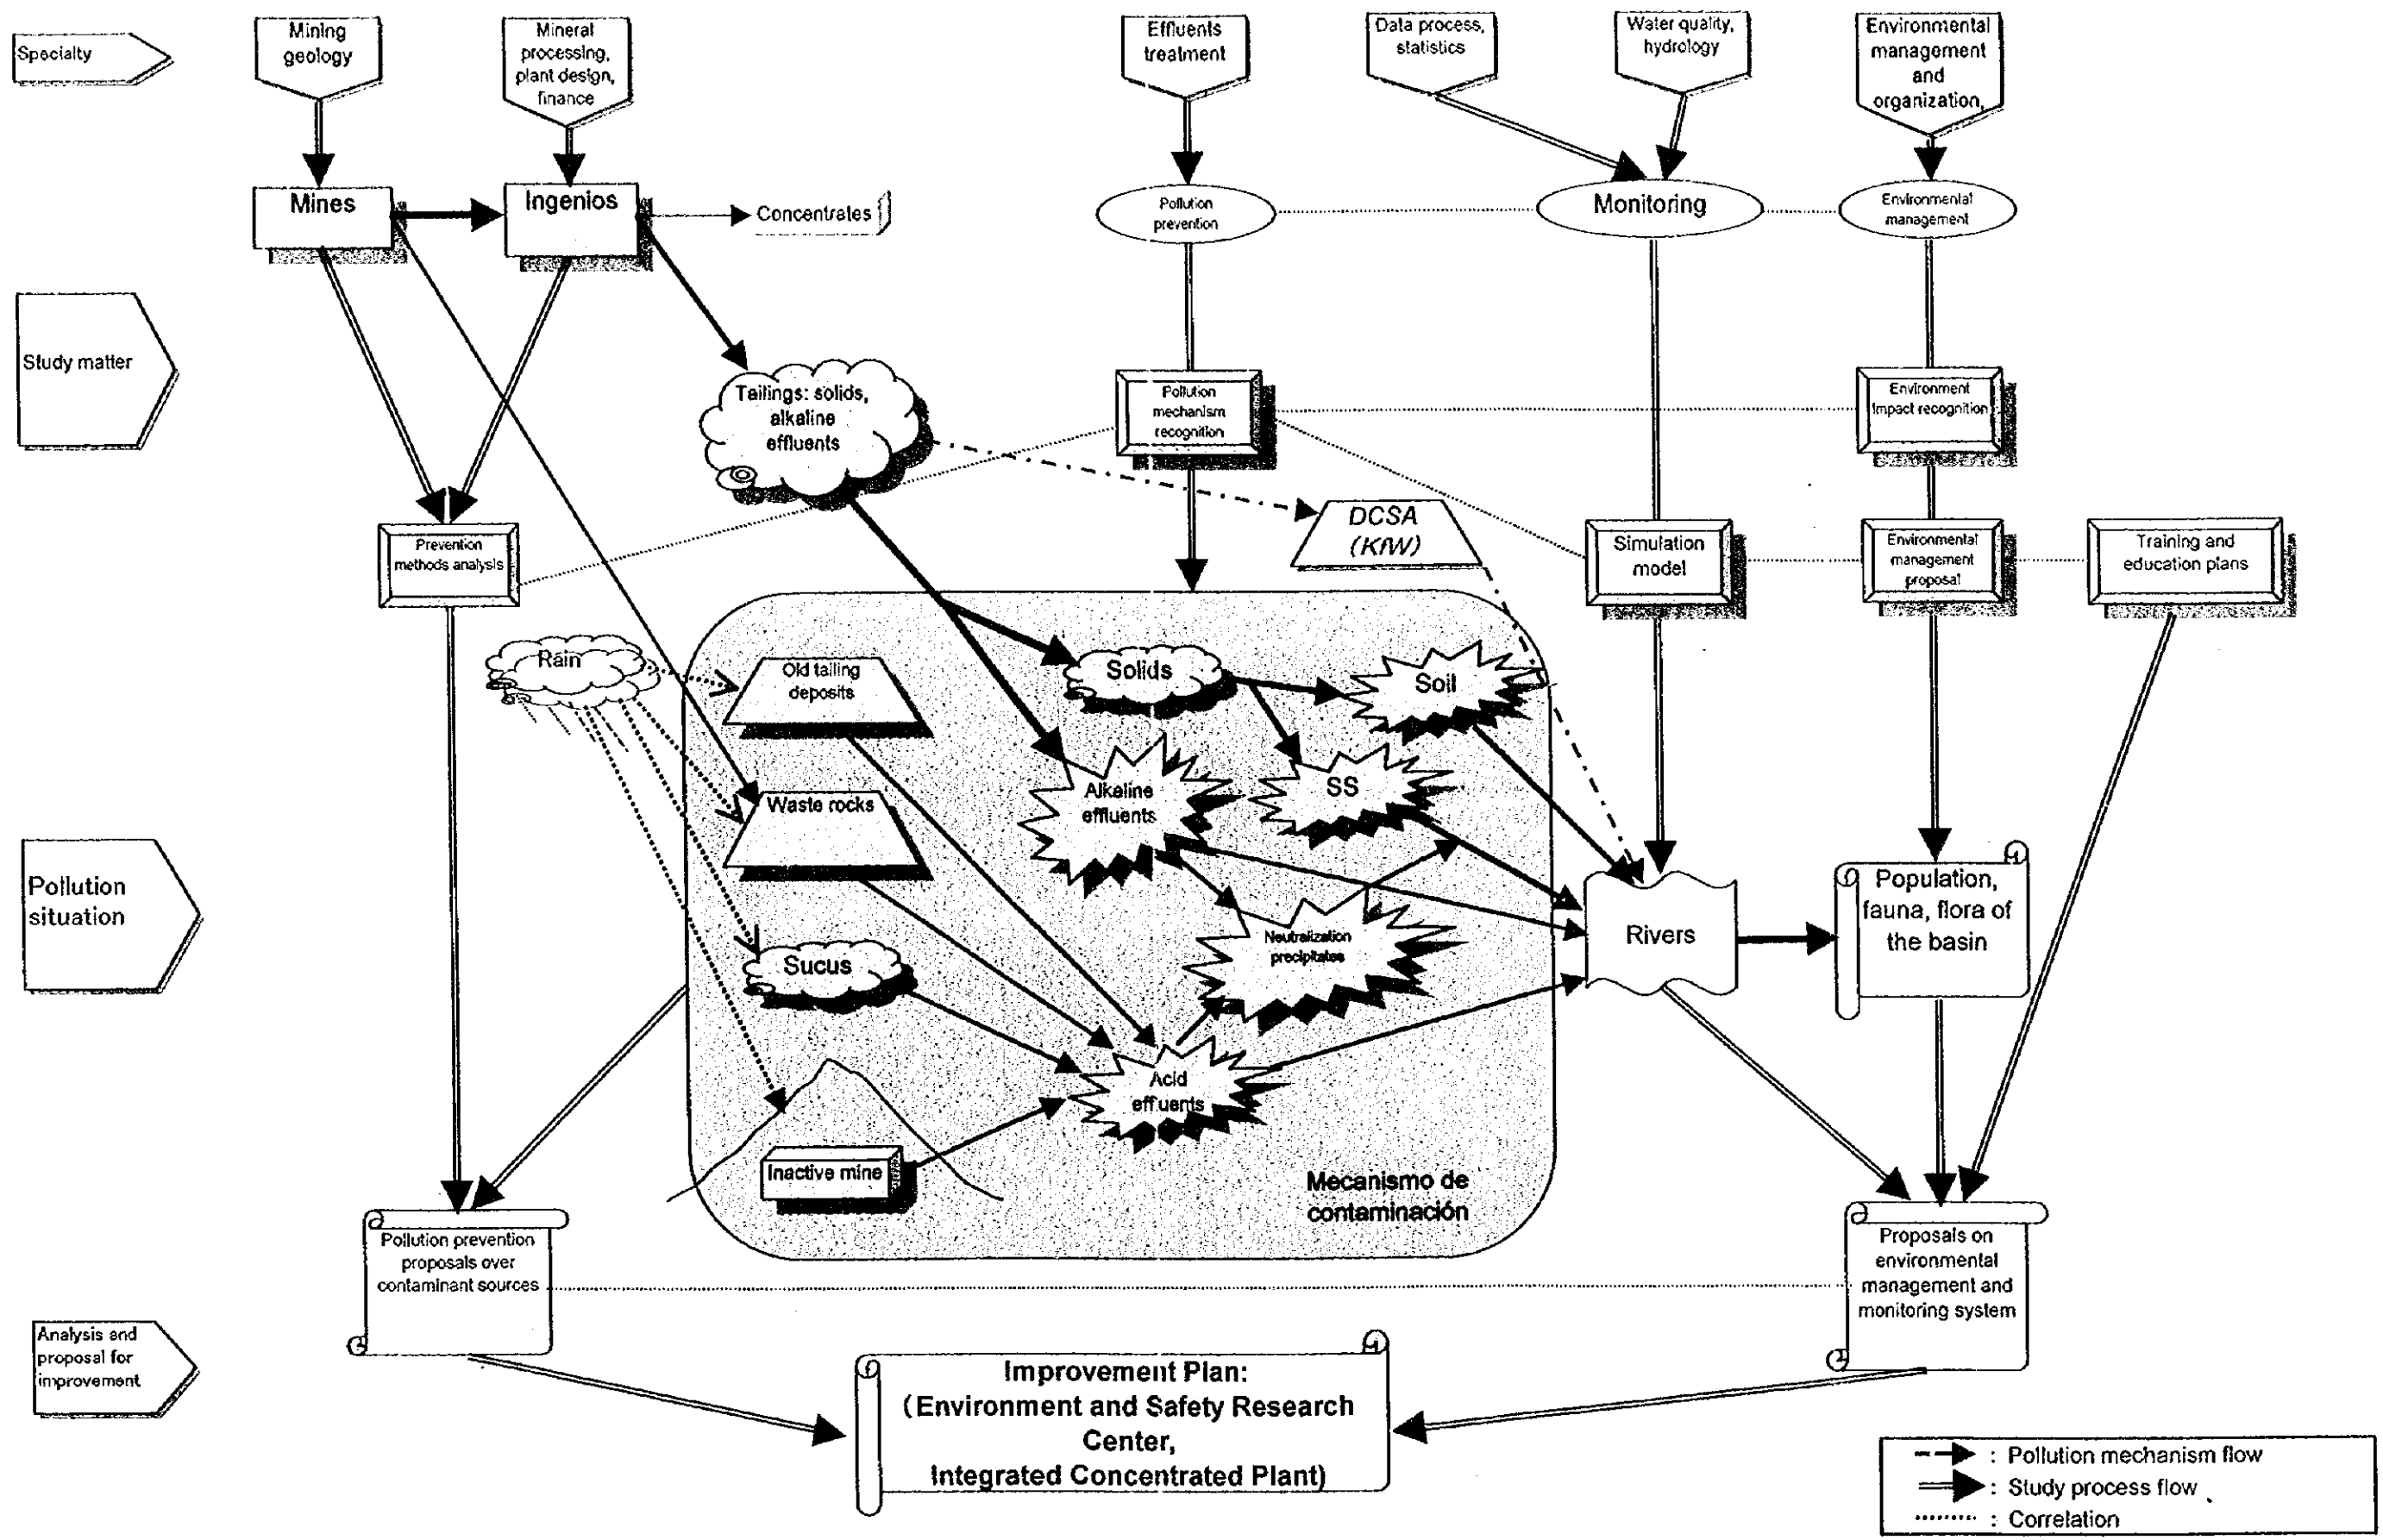 Specialty
Mining
geology
Mineral
processing,
plant design,
finance
Effluents
treatment
Data process,
statistics
Water quality,
hydrology
Environmental
management
and
organization,
Mines
Ingenios
Concentrates
Pollution
prevention
Monitoring
Environmental
management
Study matter
Tailings: solids,
alkaline
effluents
Pollution
mechanism
recognition
Environment
Impact recognition
Prevention
methods analysis
DCSA
(KfW)
Simulation
model
Environmental
management
proposal
Training and
education plans
Rain
Old tailing
deposits
Solids
Soil
Waste rocks
Alkaline
effluents
SS
Pollution
situation
Sucus
Neutralization
precipitates
Rivers
Population,
fauna, flora of
the basin
Acid
effluents
Inactive mine
Mecanismo de
contaminación
Pollution prevention
proposals over
contaminant sources
Proposals on
environmental
management and
monitoring system
Analysis and
proposal for
improvement
Improvement Plan:
(Environment and Safety Research
Center,
Integrated Concentrated Plant)
: Pollution mechanism flow
: Study process flow
: Correlation